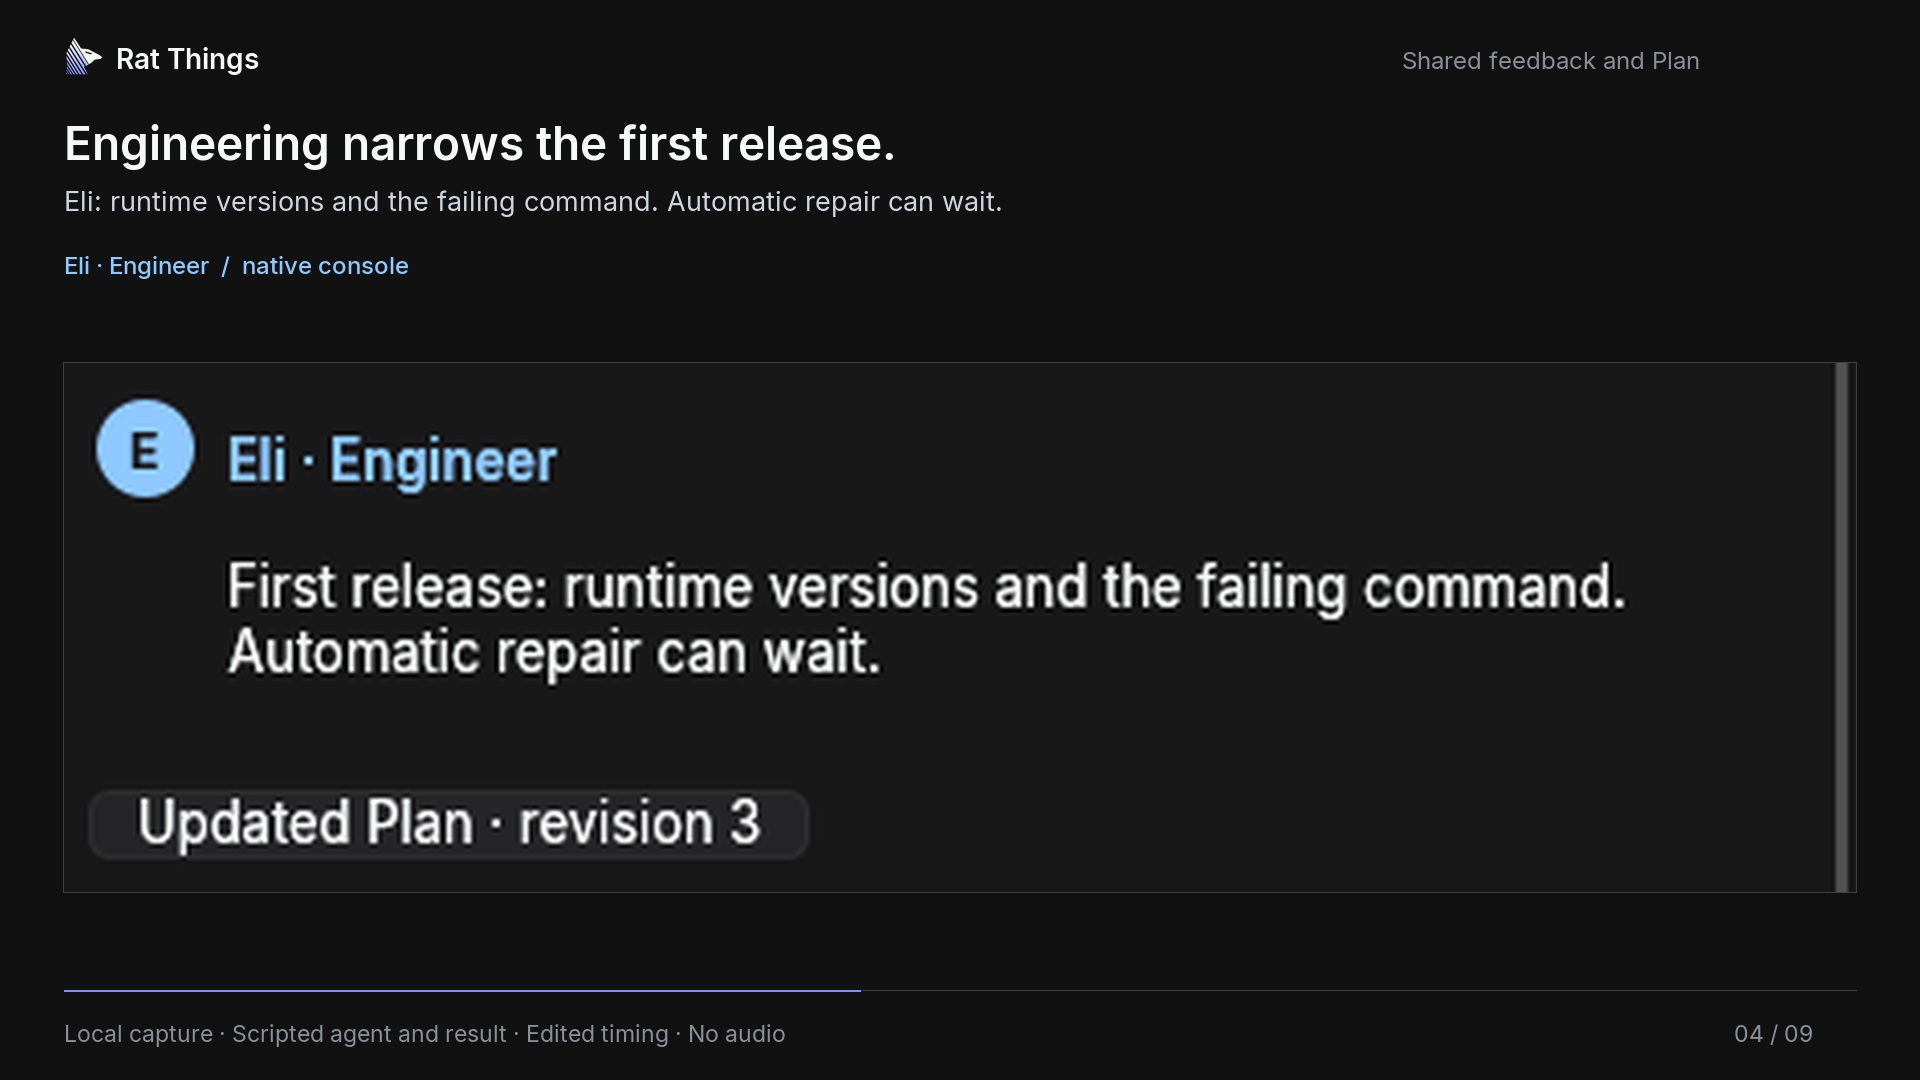 Rat Things
Shared feedback and Plan
Engineering narrows the first release.
Eli: runtime versions and the failing command. Automatic repair can wait.
Eli · Engineer / native console
E
Eli · Engineer
First release: runtime versions and the failing command.
Automatic repair can wait.
Updated Plan · revision 3
Local capture · Scripted agent and result · Edited timing · No audio
04 / 09